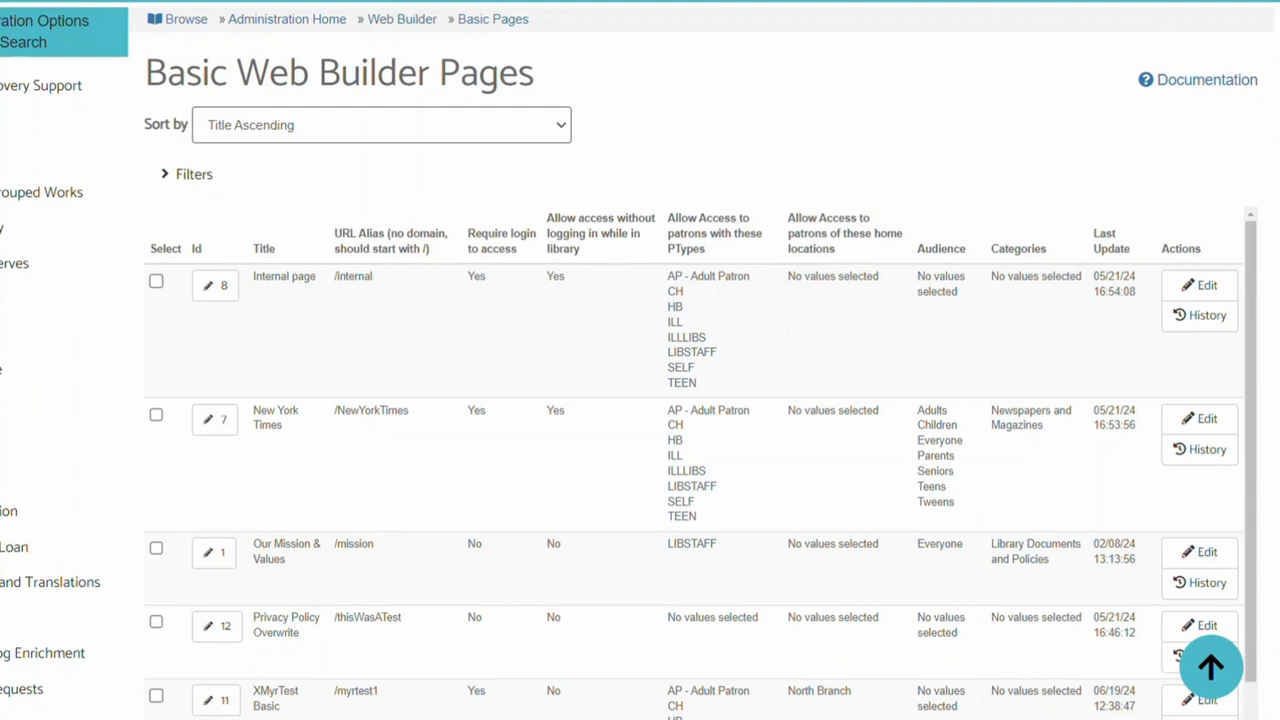 ration Options
Search
Browse » Administration Home » Web Builder » Basic Pages
Basic Web Builder Pages
Documentation
Sort by Title Ascending
Filters
overy Support
rouped Works
y
erves
e
ion
Loan
and Translations
og Enrichment
equests
Select Id Title URL Alias (no domain, should start with /) Require login to access Allow access without logging in while in library Allow Access to patrons with these PTypes Allow Access to patrons of these home locations Audience Categories Last Update Actions
8 Internal page /internal Yes Yes AP - Adult Patron No values selected No values selected No values selected 05/21/24 16:54:08 Edit
CH
HB
ILL
ILLLIBS
LIBSTAFF
SELF
TEEN
History
7 New York Times /NewYorkTimes Yes Yes AP - Adult Patron No values selected Adults Newspapers and Magazines 05/21/24 16:53:56 Edit
CH Children
HB Everyone
ILL Parents
ILLLIBS Seniors
LIBSTAFF Teens
SELF Tweens
TEEN
History
1 Our Mission & Values /mission No No LIBSTAFF No values selected Everyone Library Documents and Policies 02/08/24 13:13:56 Edit
History
12 Privacy Policy Overwrite /thisWasATest No No No values selected No values selected No values selected No values selected 05/21/24 16:46:12 Edit
11 XMyrTest Basic /myrtest1 Yes No AP - Adult Patron North Branch No values selected No values selected 06/19/24 12:38:47 Edit
CH
HB